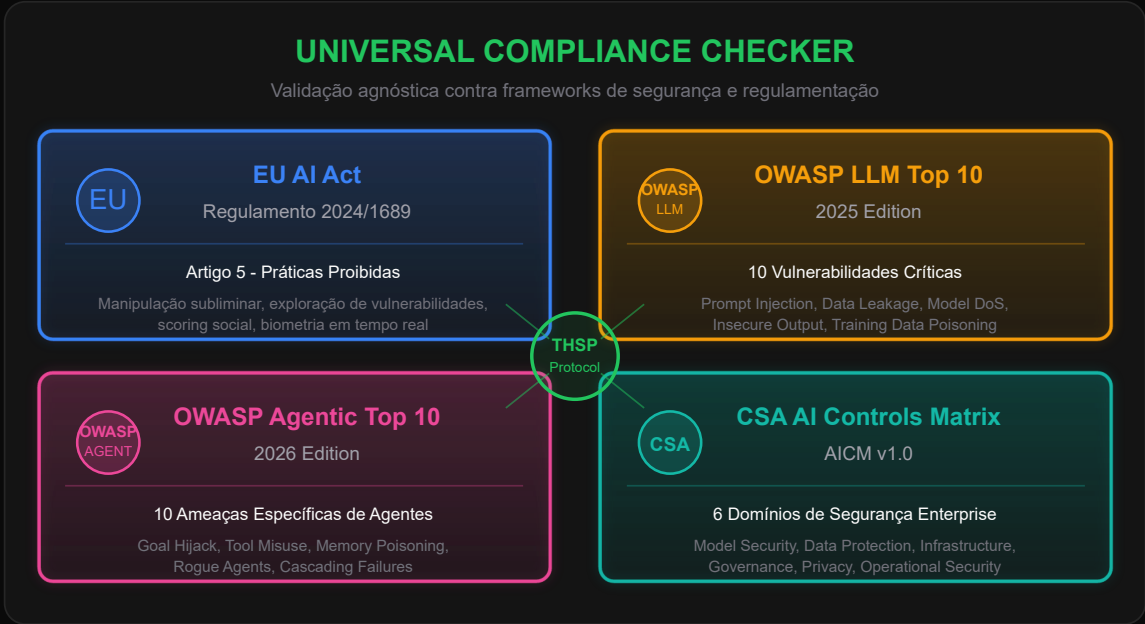 UNIVERSAL COMPLIANCE CHECKER
Validação agnóstica contra frameworks de segurança e regulamentação
EU
EU AI Act
Regulamento 2024/1689
Artigo 5 - Práticas Proibidas
Manipulação subliminar, exploração de vulnerabilidades,
scoring social, biometria em tempo real
OWASP
LLM
OWASP LLM Top 10
2025 Edition
10 Vulnerabilidades Críticas
Prompt Injection, Data Leakage, Model DoS,
Insecure Output, Training Data Poisoning
THSP
Protocol
OWASP
AGENT
OWASP Agentic Top 10
2026 Edition
10 Ameaças Específicas de Agentes
Goal Hijack, Tool Misuse, Memory Poisoning,
Rogue Agents, Cascading Failures
CSA
CSA AI Controls Matrix
AICM v1.0
6 Domínios de Segurança Enterprise
Model Security, Data Protection, Infrastructure,
Governance, Privacy, Operational Security